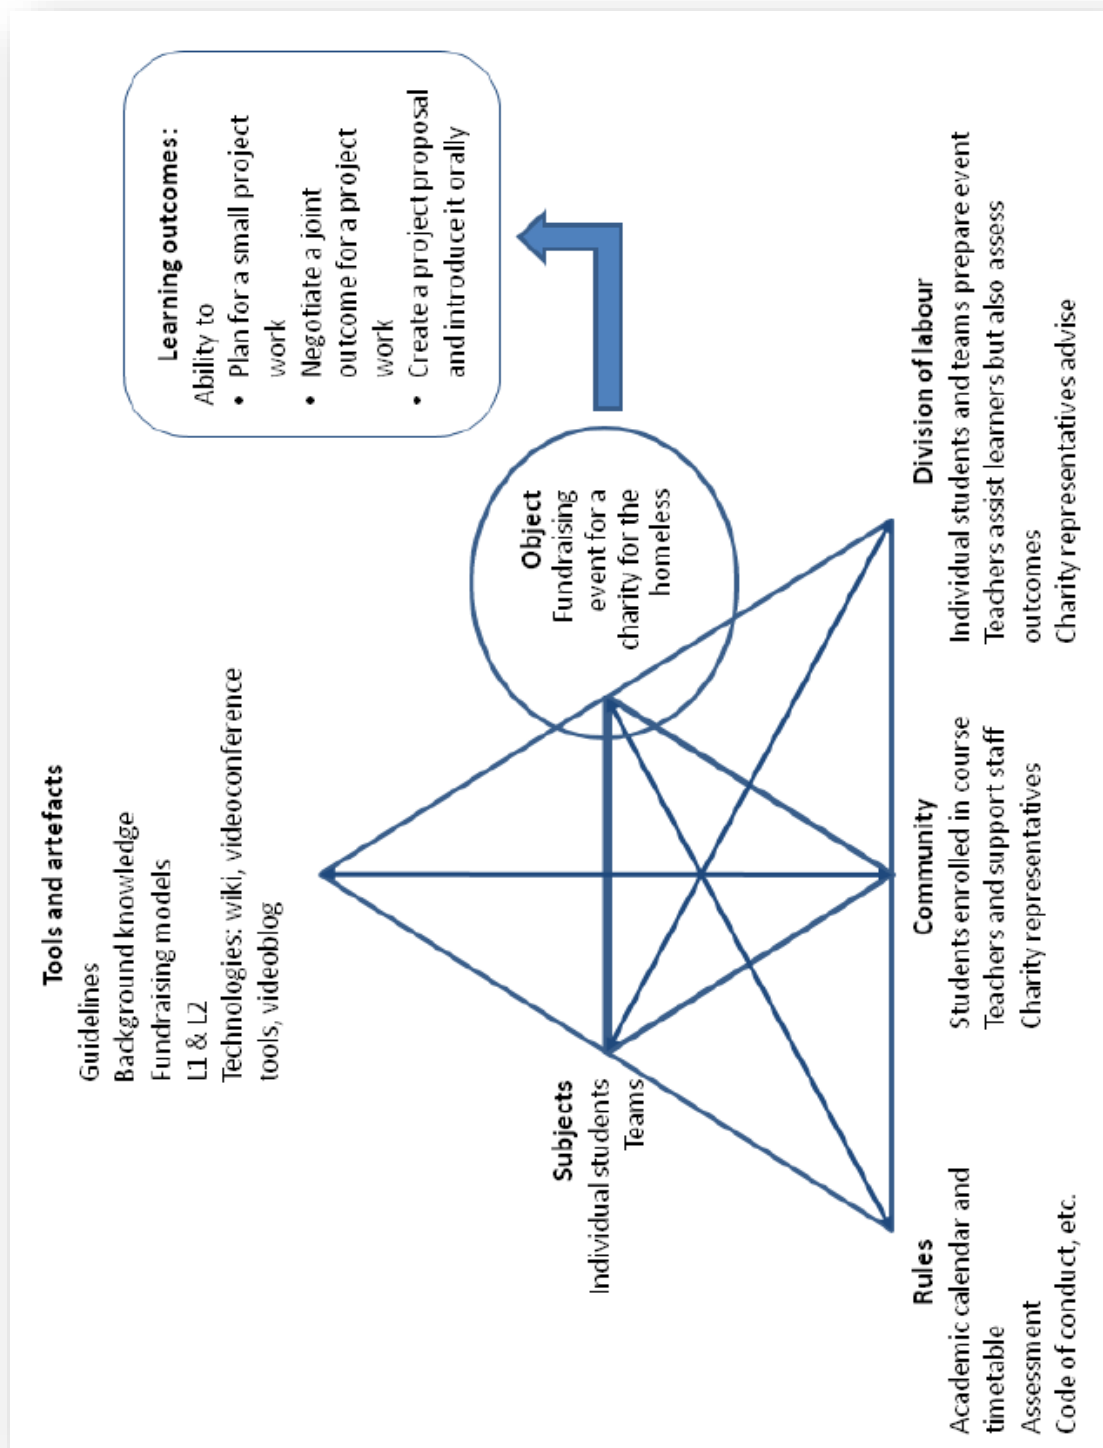 Tools and artefacts
Guidelines
Background knowledge
Fundraising models
L1 & L2
Technologies: wiki, videoconference
tools, videoblog
Learning outcomes:
Ability to
• Plan for a small project
work
• Negotiate a joint
outcome for a project
work
• Create a project proposal
and introduce it orally
Subjects
Individual students
Teams
Object
Fundraising
event for a
charity for the
homeless
Rules
Academic calendar and
timetable
Assessment
Code of conduct, etc.
Community
Students enrolled in course
Teachers and support staff
Charity representatives
Division of labour
Individual students and teams prepare event
Teachers assist learners but also assess
outcomes
Charity representatives advise